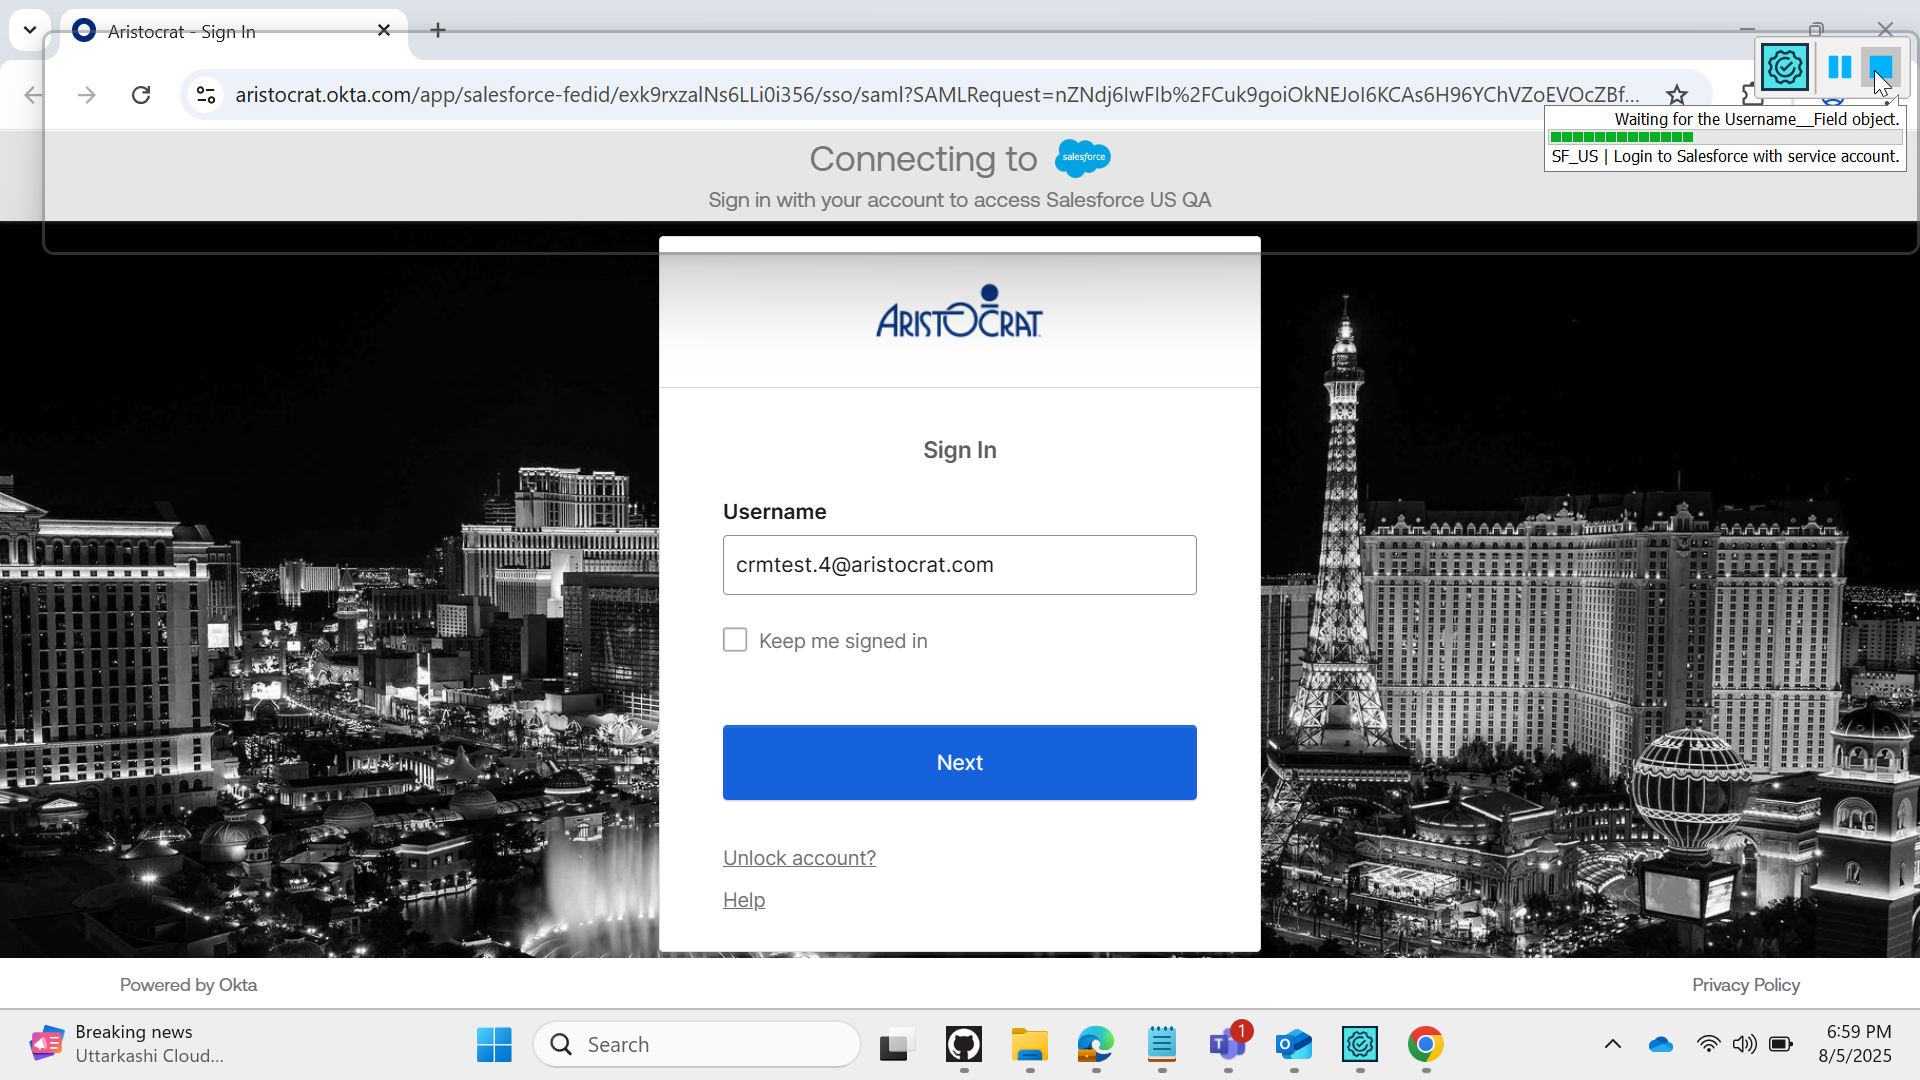 Aristocrat - Sign In
aristocrat.okta.com/app/salesforce-fedid/exk9rxzalNs6LLi0i356/sso/saml?SAMLRequest=nZNdj6IwFIb%2FCuk9goiOkNEJoI6KCAs6H96YChVZoEVOcZBf...
Waiting for the Username__Field object.
SF_US | Login to Salesforce with service account.
Connecting to salesforce
Sign in with your account to access Salesforce US QA
ARISTOCRAT
Sign In
Username
crmtest.4@aristocrat.com
Keep me signed in
Next
Unlock account?
Help
Powered by Okta
Privacy Policy
Breaking news
Uttarkashi Cloud...
Search
1
6:59 PM
8/5/2025